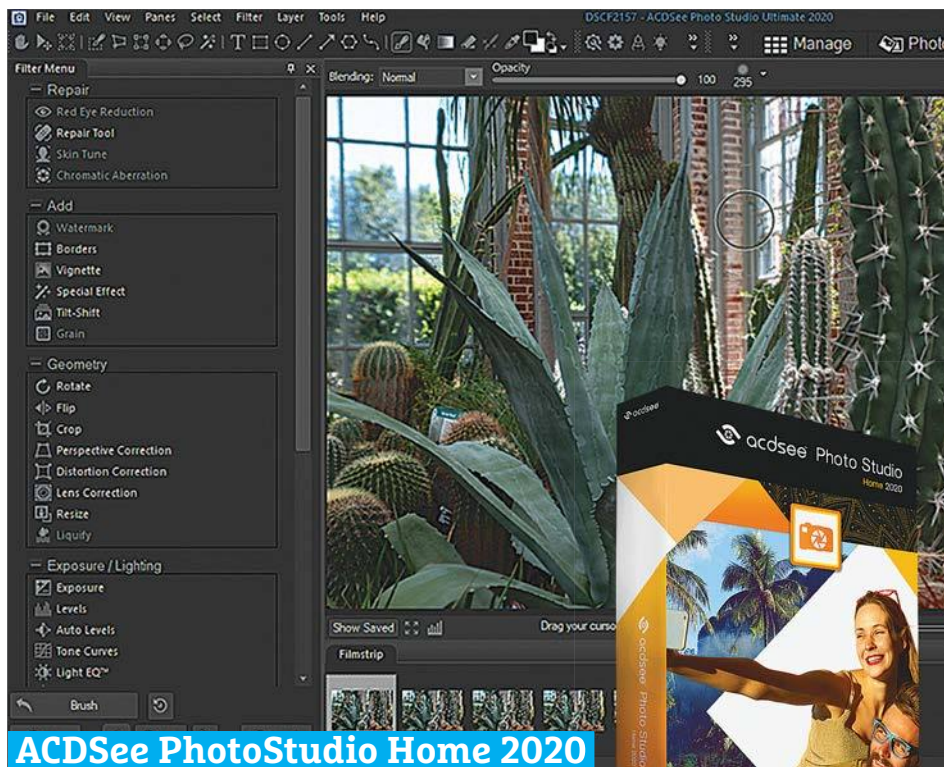 File Edit View Panes Select Filter Layer Tools Help
DSCF2157 - ACDSee Photo Studio Ultimate 2020
Manage
Phot
Filter Menu
Blending: Normal
Opacity
100
295
Repair
Red Eye Reduction
Repair Tool
Skin Tune
Chromatic Aberration
Add
Watermark
Borders
Vignette
Special Effect
Tilt-Shift
Grain
Geometry
Rotate
Flip
Crop
Perspective Correction
Distortion Correction
Lens Correction
Resize
Liquify
Exposure / Lighting
Exposure
Levels
Auto Levels
Tone Curves
Light EQ™
Brush
Show Saved
Drag your curso
Filmstrip
acdsee
acdsee Photo Studio
Home 2020
acdsee Photo Studio
ACDSee PhotoStudio Home 2020